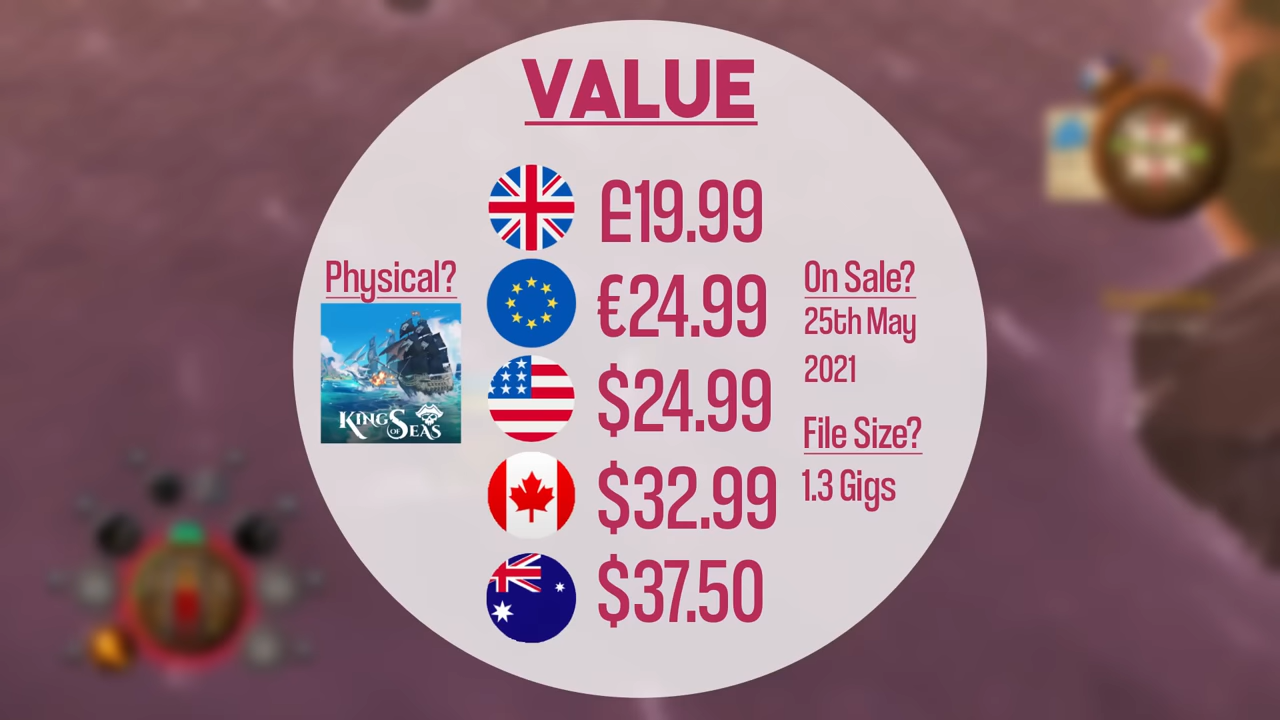 VALUE
£19.99
€24.99
$24.99
$32.99
$37.50
Physical?
KING OF SEAS
On Sale?
25th May
2021
File Size?
1.3 Gigs